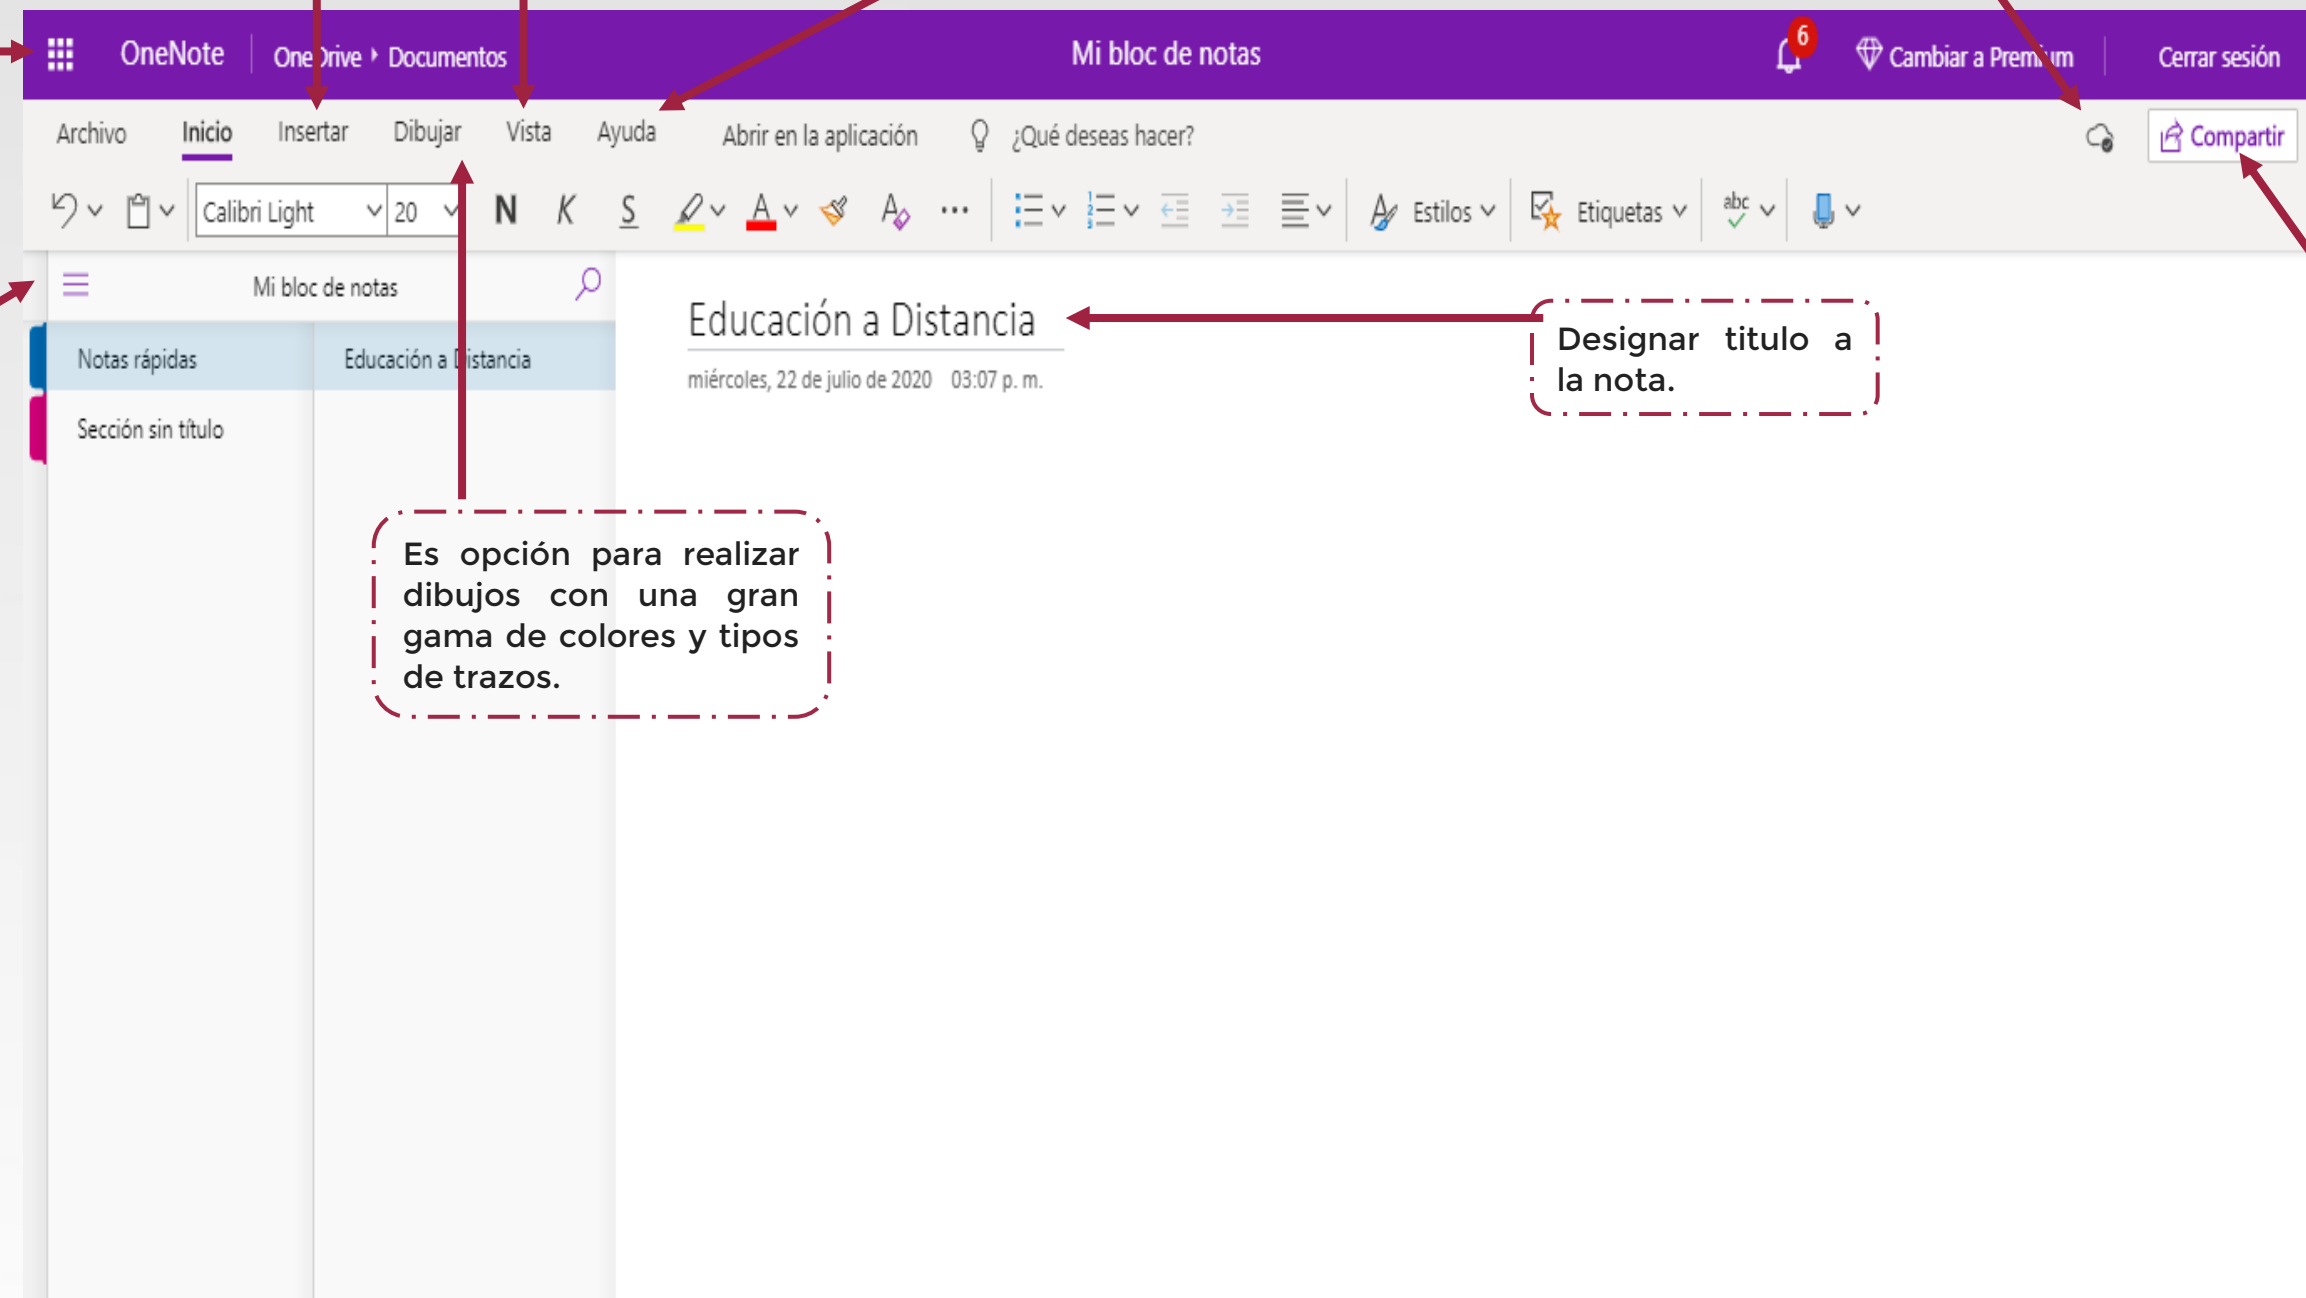 OneNote OneDrive Documentos Mi bloc de notas 6 Cambiar a Premium Cerrar sesión
Archivo Inicio Insertar Dibujar Vista Ayuda Abrir en la aplicación ¿Qué deseas hacer? Compartir
Calibri Light 20 N K S A A Estilos Etiquetas abc
Mi bloc de notas
Notas rápidas Educación a Distancia
Sección sin título
Educación a Distancia
miércoles, 22 de julio de 2020 03:07 p. m.
Designar titulo a
la nota.
Es opción para realizar
dibujos con una gran
gama de colores y tipos
de trazos.